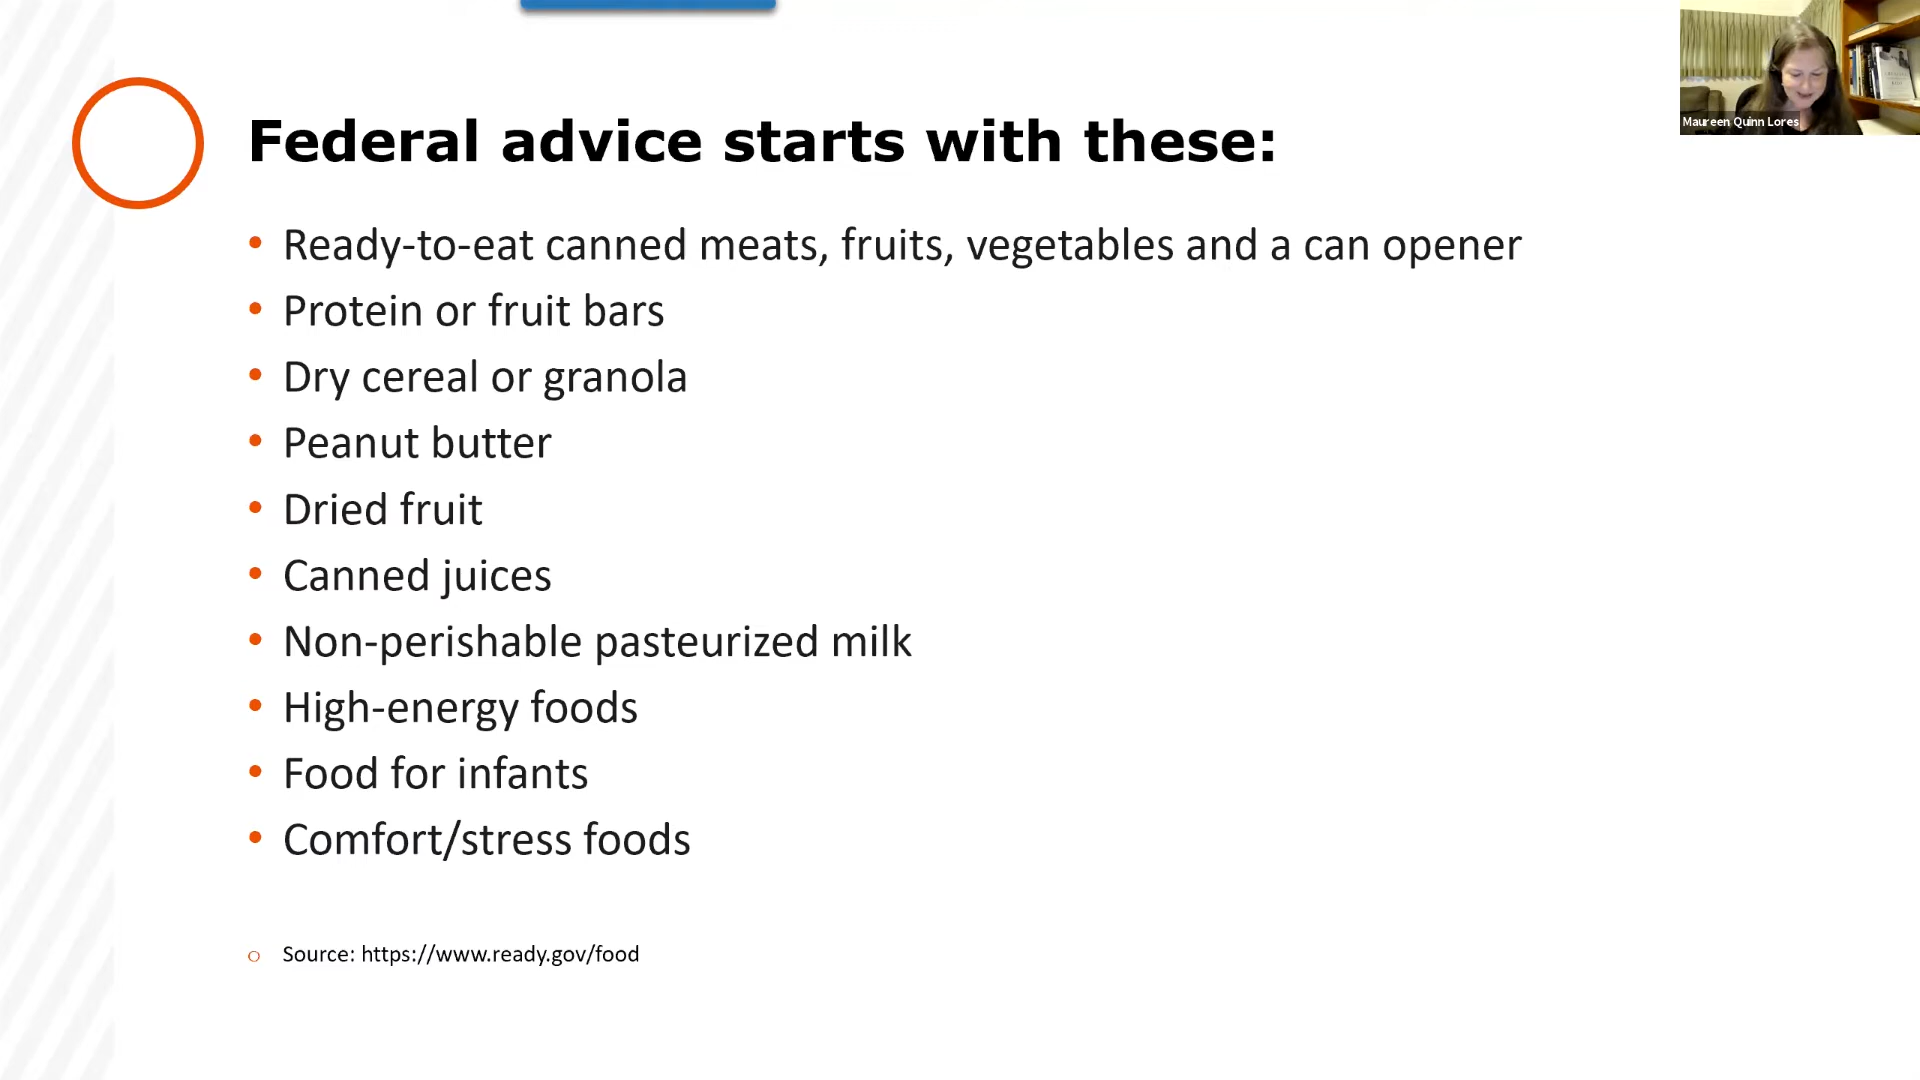 Federal advice starts with these:
• Ready-to-eat canned meats, fruits, vegetables and a can opener
• Protein or fruit bars
• Dry cereal or granola
• Peanut butter
• Dried fruit
• Canned juices
• Non-perishable pasteurized milk
• High-energy foods
• Food for infants
• Comfort/stress foods
o Source: https://www.ready.gov/food
Maureen Quinn Lores